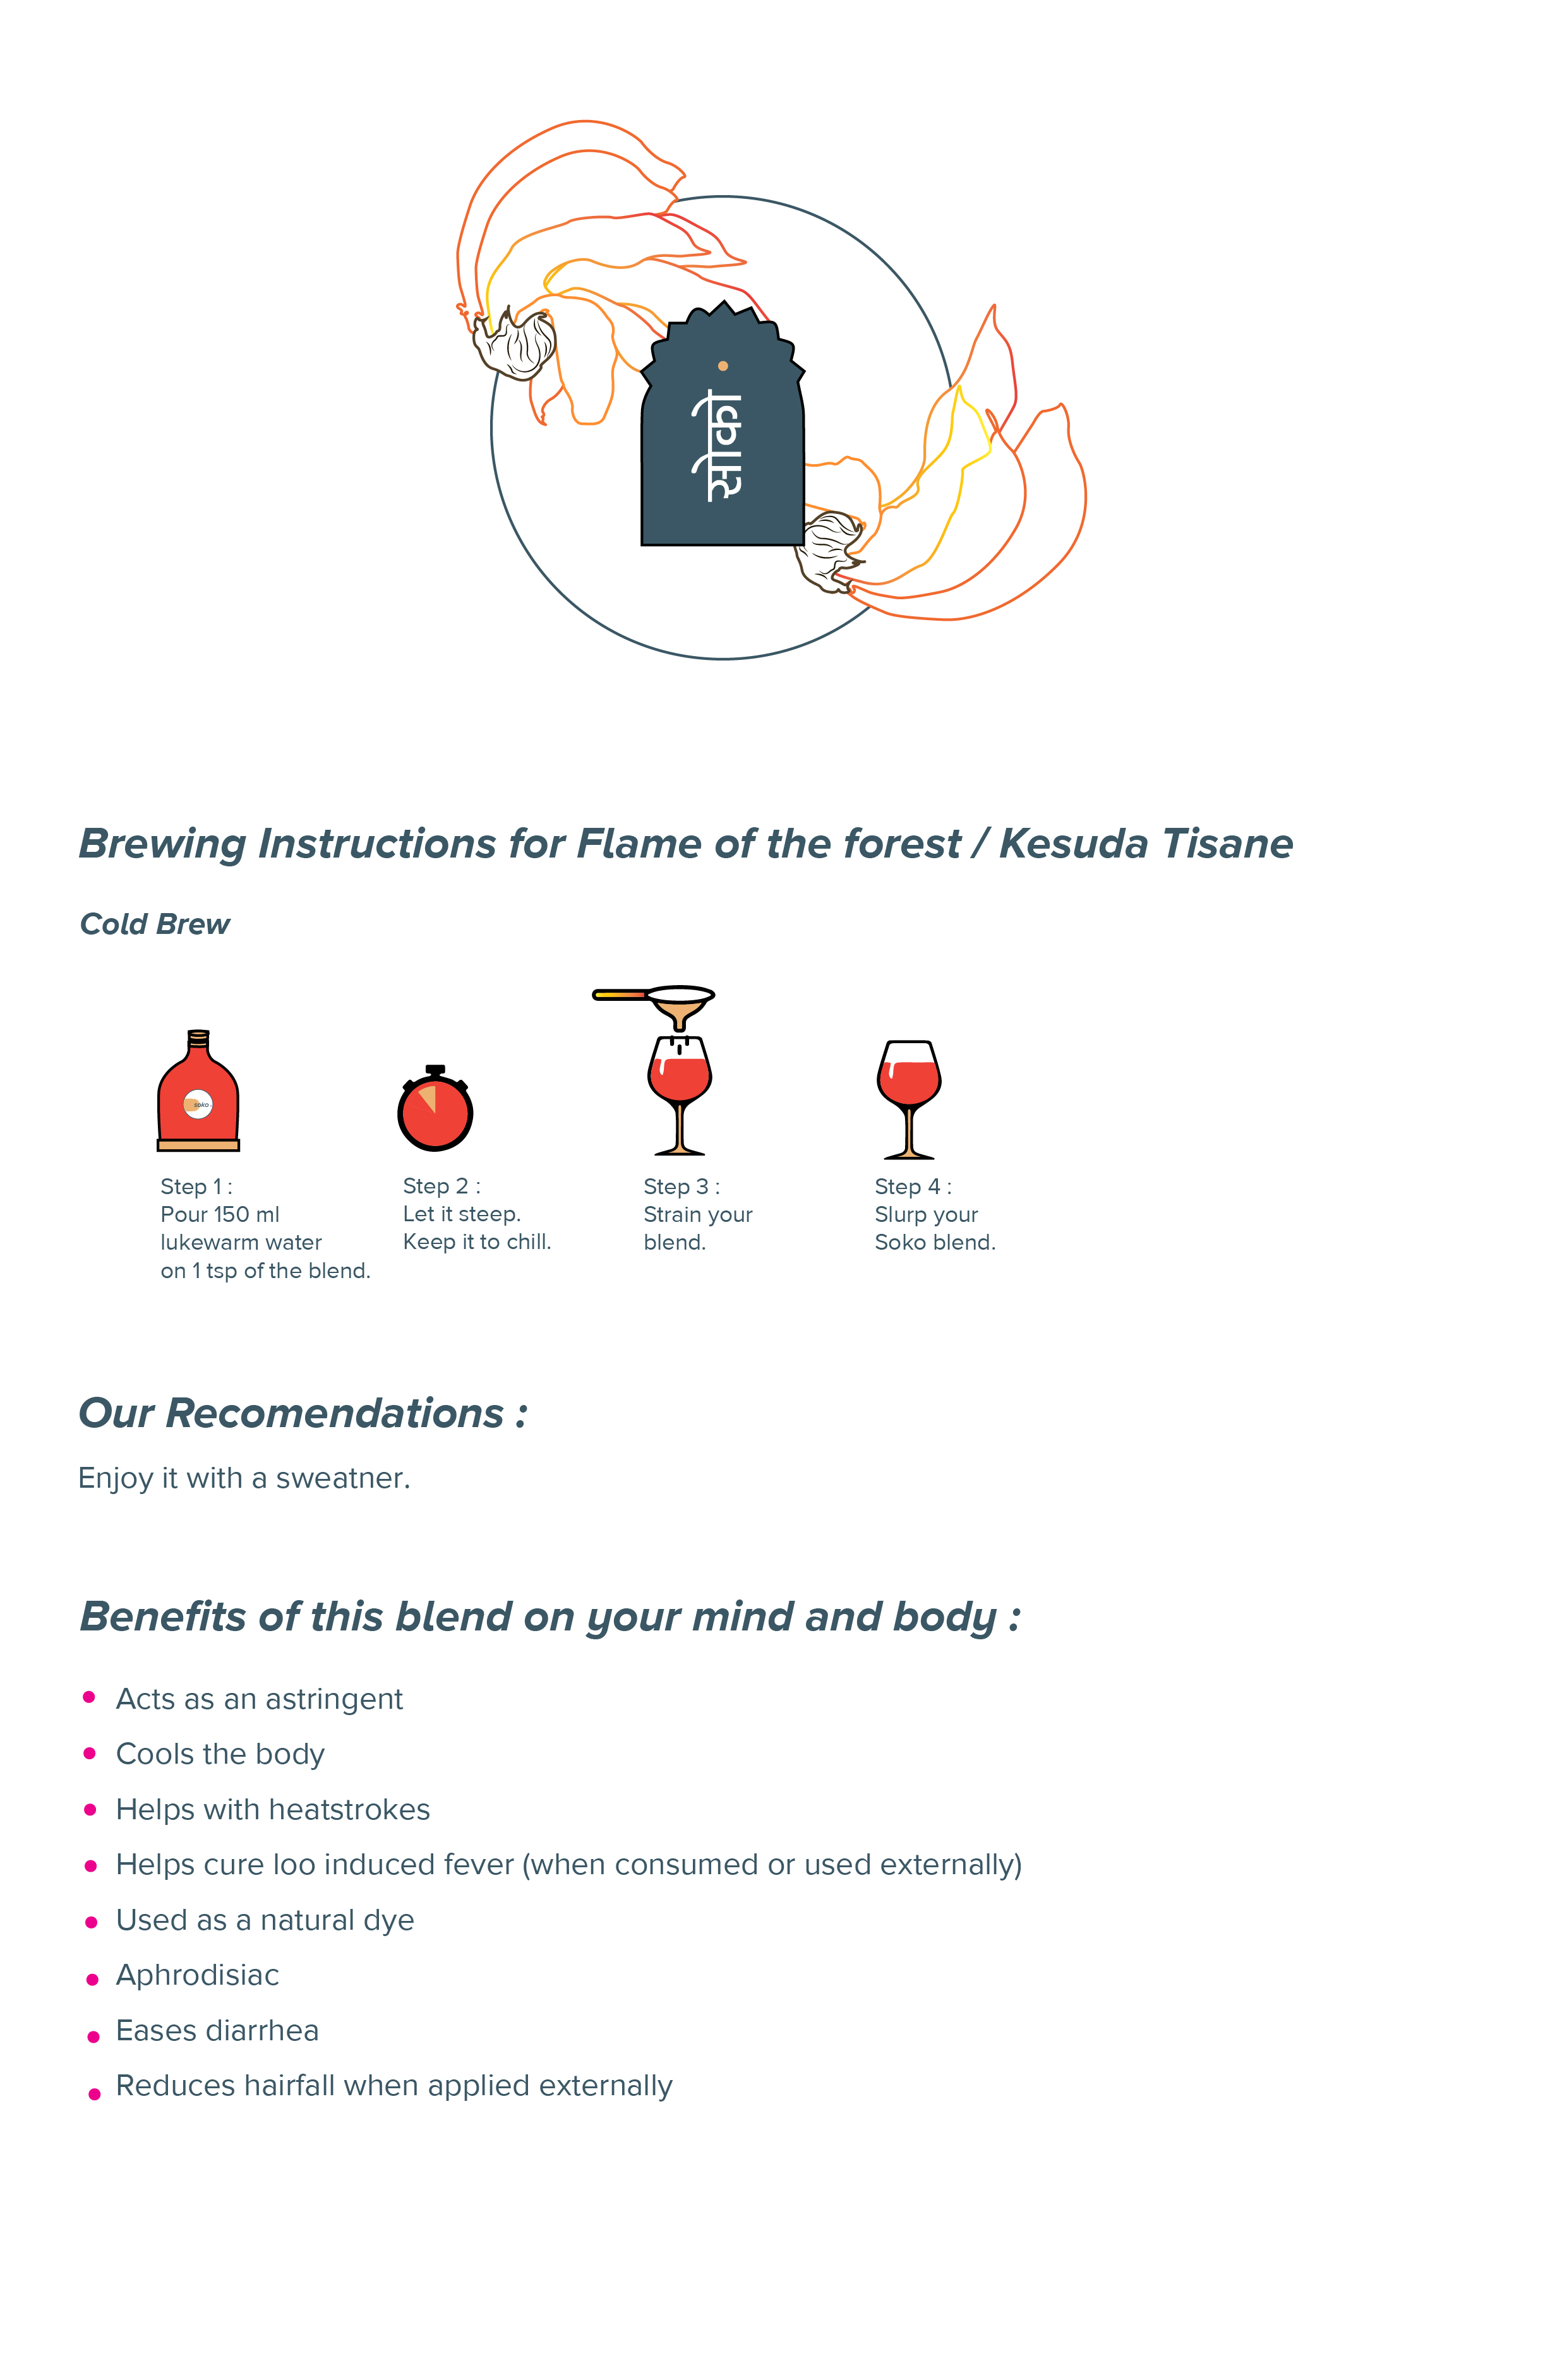 सोको
Brewing Instructions for Flame of the forest / Kesuda Tisane
Cold Brew
soko
Step 1 :
Pour 150 ml
lukewarm water
on 1 tsp of the blend.
Step 2 :
Let it steep.
Keep it to chill.
Step 3 :
Strain your
blend.
Step 4 :
Slurp your
Soko blend.
Our Recomendations :
Enjoy it with a sweatner.
Benefits of this blend on your mind and body :
Acts as an astringent
Cools the body
Helps with heatstrokes
Helps cure loo induced fever (when consumed or used externally)
Used as a natural dye
Aphrodisiac
Eases diarrhea
Reduces hairfall when applied externally